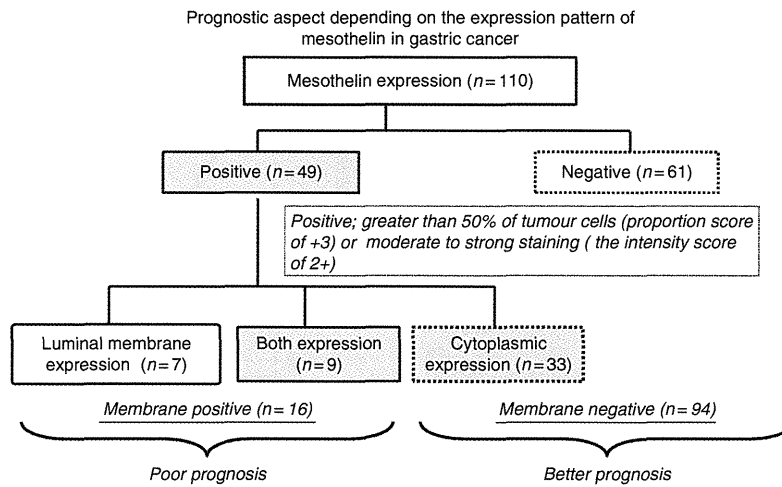 Prognostic aspect depending on the expression pattern of
mesothelin in gastric cancer
Mesothelin expression (n=110)
Positive (n=49)
Negative (n=61)
Positive; greater than 50% of tumour cells (proportion score
of +3) or moderate to strong staining ( the intensity score
of 2+)
Luminal membrane
expression (n=7)
Both expression
(n=9)
Cytoplasmic
expression (n=33)
Membrane positive (n=16)
Membrane negative (n=94)
Poor prognosis
Better prognosis